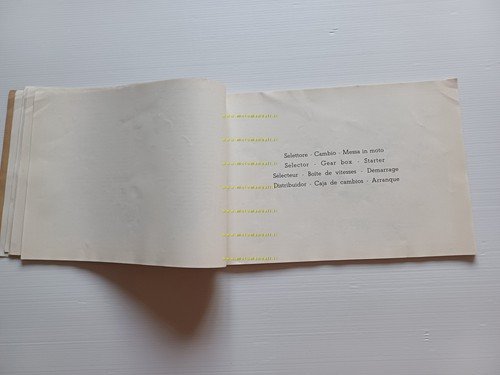 Selettore - Cambio - Messa in moto
Selector - Gear box - Starter
Sélecteur - Boîte de vitesses - Démarrage
Distribuidor - Caja de cambios - Arranque